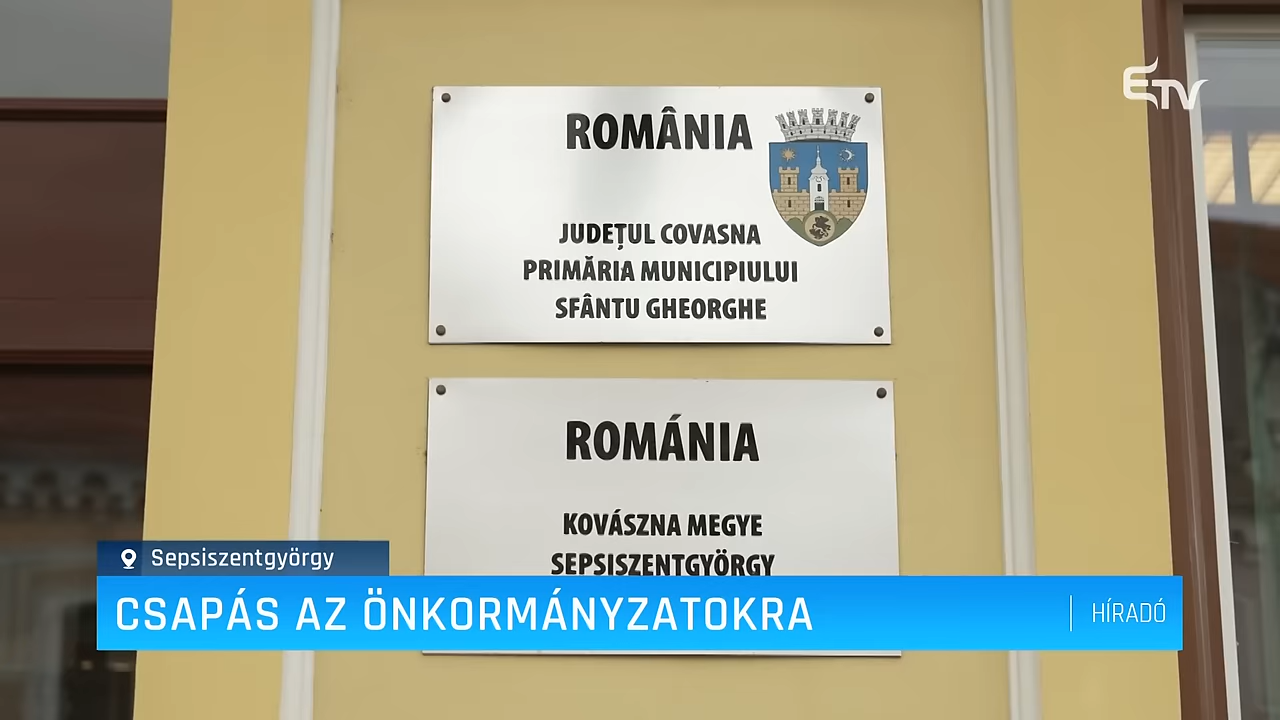 ETV
ROMÂNIA
JUDEȚUL COVASNA
PRIMĂRIA MUNICIPIULUI
SFÂNTU GHEORGHE
ROMÁNIA
KOVÁSZNA MEGYE
SEPSISZENTGYÖRGY
Sepsiszentgyörgy
CSAPÁS AZ ÖNKORMÁNYZATOKRA
HÍRADÓ